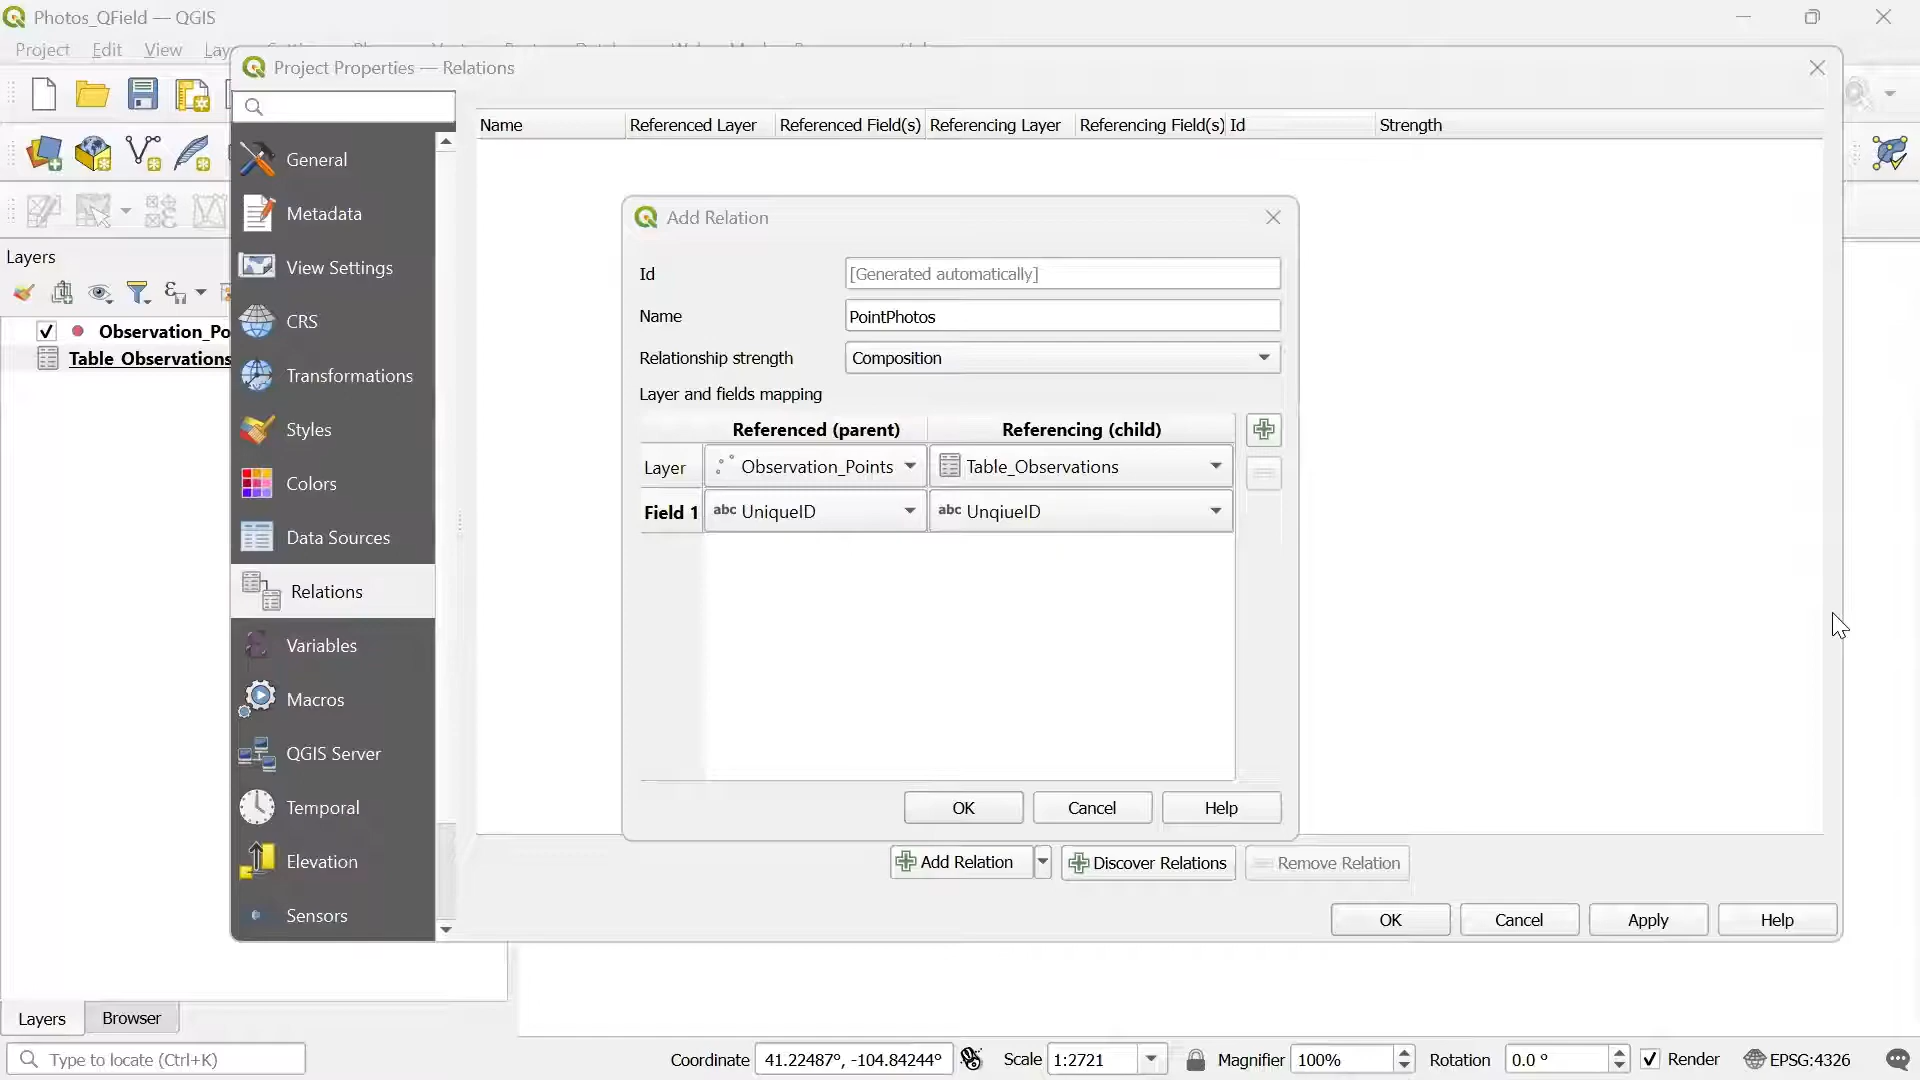 Photos_QField — QGIS
Project Edit View
Project Properties — Relations
Name Referenced Layer Referenced Field(s) Referencing Layer Referencing Field(s) Id Strength
General
Metadata
View Settings
CRS
Transformations
Styles
Colors
Data Sources
Relations
Variables
Macros
QGIS Server
Temporal
Elevation
Sensors
Layers
Observation_Po
Table Observations
Add Relation
Id [Generated automatically]
Name PointPhotos
Relationship strength Composition
Layer and fields mapping
Referenced (parent) Referencing (child)
Layer Observation_Points Table_Observations
Field 1 abc UniqueID abc UnqiueID
OK Cancel Help
Add Relation Discover Relations Remove Relation
OK Cancel Apply Help
Layers Browser
Type to locate (Ctrl+K) Coordinate 41.22487°, -104.84244° Scale 1:2721 Magnifier 100% Rotation 0.0 ° Render EPSG:4326